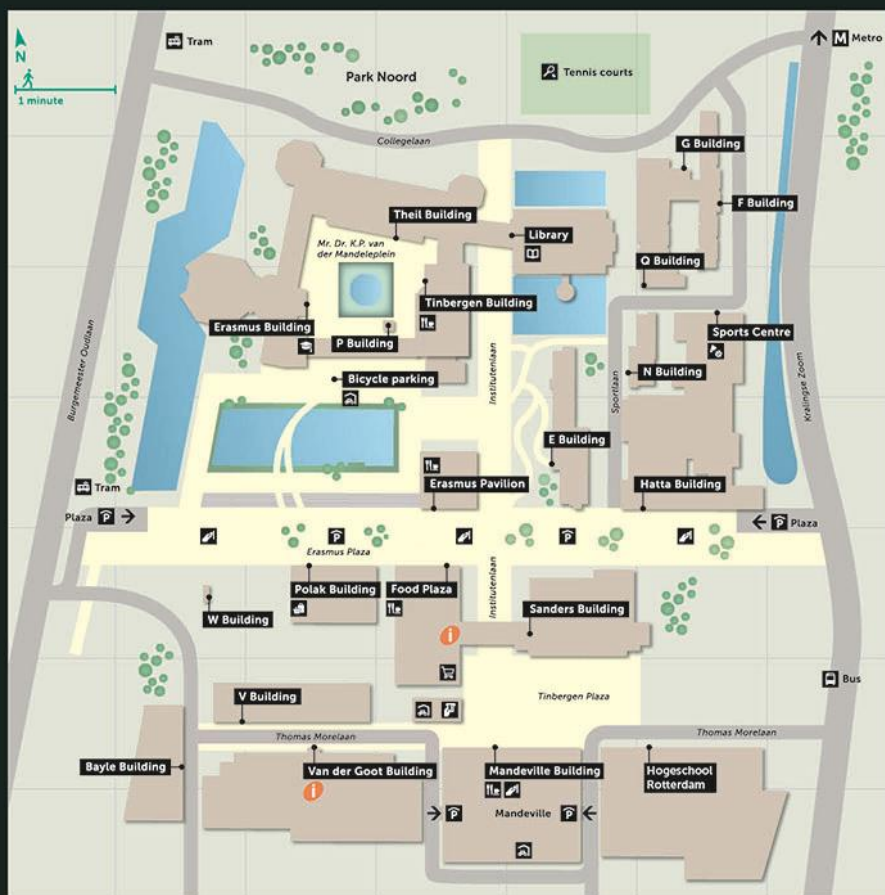 Tram
M Metro
N
1 minute
Park Noord
Tennis courts
Collegelaan
G Building
F Building
Theil Building
Library
Mr. Dr. K.P. van
der Mandeleplein
Q Building
Tinbergen Building
Erasmus Building
P Building
Sports Centre
N Building
Bicycle parking
Burgemeester Oudlaan
Institutenlaan
Sportlaan
Kralingse Zoom
E Building
Tram
Erasmus Pavilion
Hatta Building
Plaza P
P
P
P Plaza
Erasmus Plaza
Institutenlaan
Polak Building
Food Plaza
Sanders Building
W Building
i
Bus
V Building
Tinbergen Plaza
Thomas Morelaan
Thomas Morelaan
Bayle Building
Van der Goot Building
Mandeville Building
Hogeschool
Rotterdam
i
P
Mandeville
P